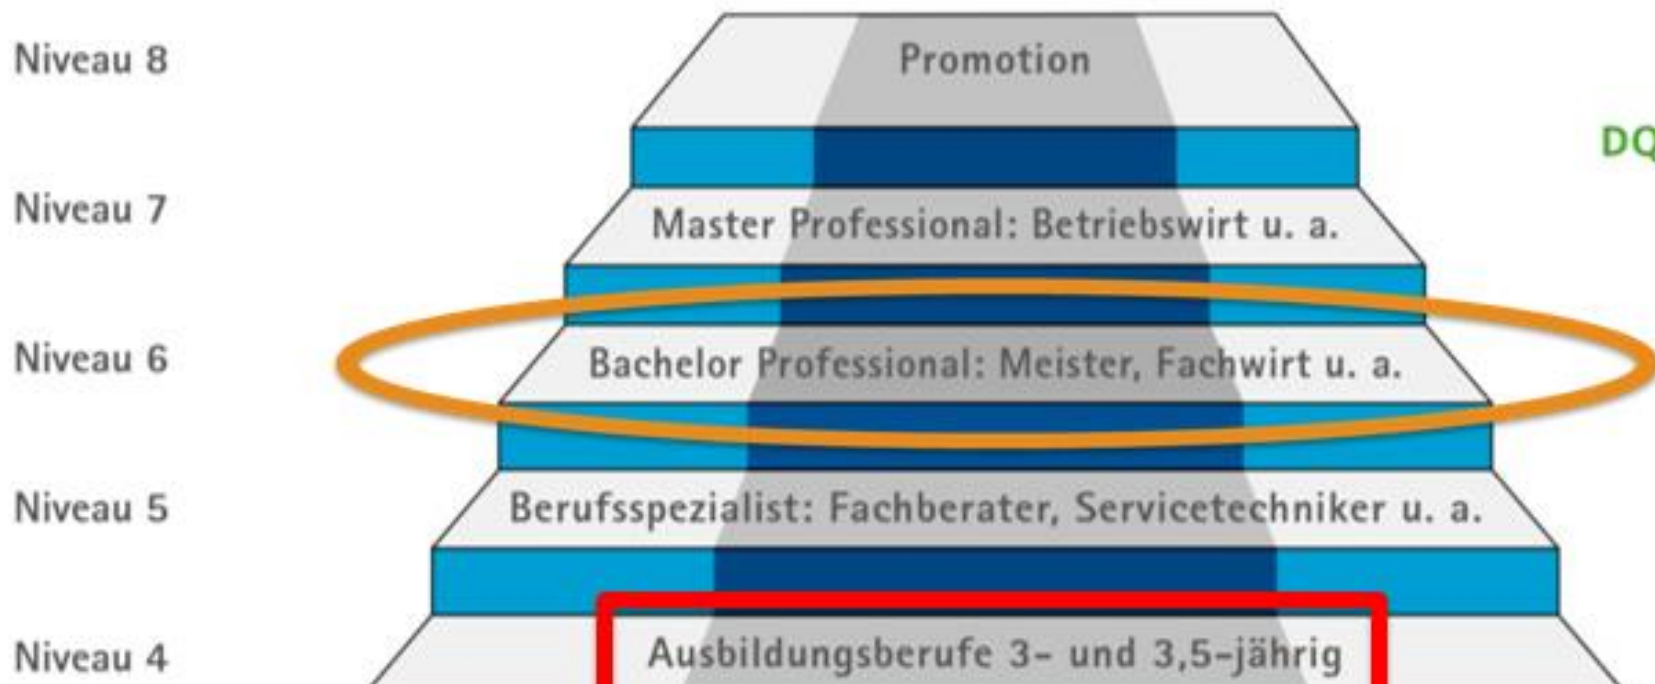 Niveau 8
Promotion
DQ
Niveau 7
Master Professional: Betriebswirt u. a.
Niveau 6
Bachelor Professional: Meister, Fachwirt u. a.
Niveau 5
Berufsspezialist: Fachberater, Servicetechniker u. a.
Niveau 4
Ausbildungsberufe 3- und 3,5-jährig